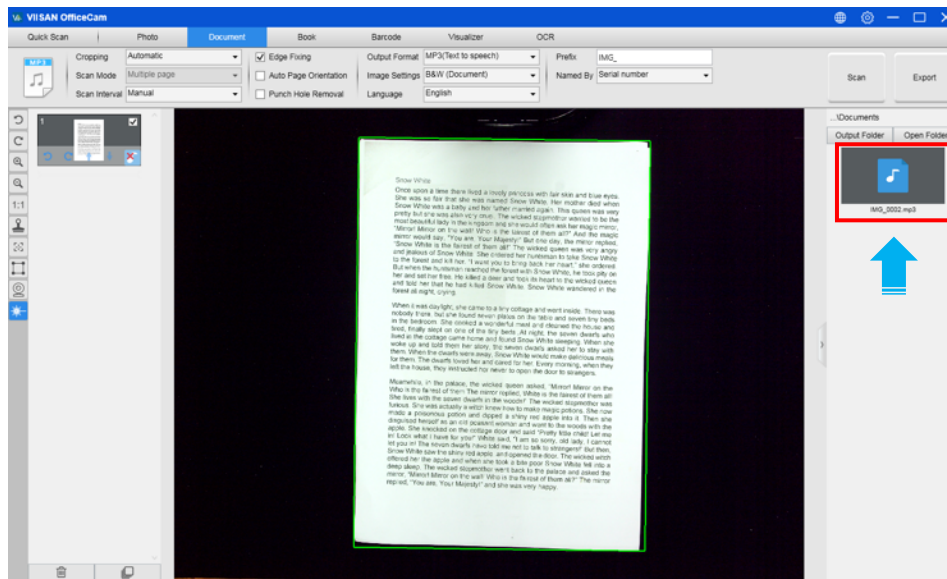 VIISAN OfficeCam
Quick Scan Photo Document Book Barcode Visualizer OCR
MP3
Cropping Automatic Edge Fixing Output Format MP3(Text to speech) Prefix IMG_
Scan Mode Multiple page Auto Page Orientation Image Settings B&W (Document) Named By Serial number
Scan Interval Manual Punch Hole Removal Language English
Scan Export
1
1:1
...\Documents
Output Folder Open Folder
IMG_0002.mp3
Snow White
Once upon a time there lived a lovely princess with fair skin and blue eyes.
She was so fair that she was named Snow White. Her mother died when
Snow White was a baby and her father married again. This queen was very
pretty but she was also very cruel. The wicked stepmother wanted to be the
most beautiful lady in the kingdom and she would often ask her magic mirror,
"Mirror! Mirror on the wall! Who is the fairest of them all?" And the magic
mirror would say, "You are, Your Majesty!" But one day, the mirror replied,
"Snow White is the fairest of them all!" The wicked queen was very angry
and jealous of Snow White. She ordered her huntsman to take Snow White
to the forest and kill her. "I want you to bring back her heart," she ordered.
But when the huntsman reached the forest with Snow White, he took pity on
her and set her free. He killed a deer and took its heart to the wicked queen
and told her that he had killed Snow White. Snow White wandered in the
forest all night, crying.
When it was daylight, she came to a tiny cottage and went inside. There was
nobody there, but she found seven plates on the table and seven tiny beds
in the bedroom. She cooked a wonderful meal and cleaned the house and
tired, finally slept on one of the tiny beds. At night, the seven dwarfs who
lived in the cottage came home and found Snow White sleeping. When she
woke up and told them her story, the seven dwarfs asked her to stay with
them. When the dwarfs were away, Snow White would make delicious meals
for them. The dwarfs loved her and cared for her. Every morning, when they
left the house, they instructed her never to open the door to strangers.
Meanwhile, in the palace, the wicked queen asked, "Mirror! Mirror on the
Who is the fairest of them The mirror replied, White is the fairest of them all!
She lives with the seven dwarfs in the woods!" The wicked stepmother was
furious. She was actually a witch knew how to make magic potions. She now
made a poisonous potion and dipped a shiny red apple into it. Then she
disguised herself as an old peasant woman and went to the woods with the
apple. She knocked on the cottage door and said "Pretty little child! Let me
in! Look what I have for you!" White said, "I am so sorry, old lady, I cannot
let you in! The seven dwarfs have told me not to talk to strangers!" But then,
Snow White saw the shiny red apple, and opened the door. The wicked witch
offered her the apple and when she took a bite poor Snow White fell into a
deep sleep. The wicked stepmother went back to the palace and asked the
mirror, "Mirror! Mirror on the wall! Who is the fairest of them all?" The mirror
replied, "You are, Your Majesty!" and she was very happy.